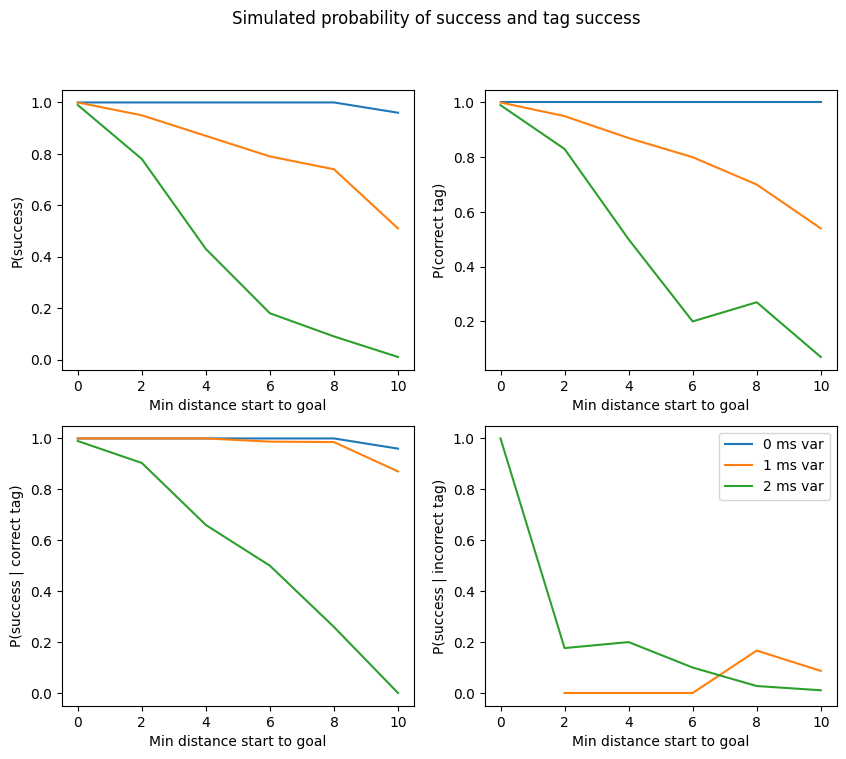 Simulated probability of success and tag success
P(success)
1.0
0.8
0.6
0.4
0.2
0.0
0 2 4 6 8 10
Min distance start to goal
P(correct tag)
1.0
0.8
0.6
0.4
0.2
0 2 4 6 8 10
Min distance start to goal
P(success | correct tag)
1.0
0.8
0.6
0.4
0.2
0.0
0 2 4 6 8 10
Min distance start to goal
P(success | incorrect tag)
1.0
0.8
0.6
0.4
0.2
0.0
0 ms var
1 ms var
2 ms var
0 2 4 6 8 10
Min distance start to goal